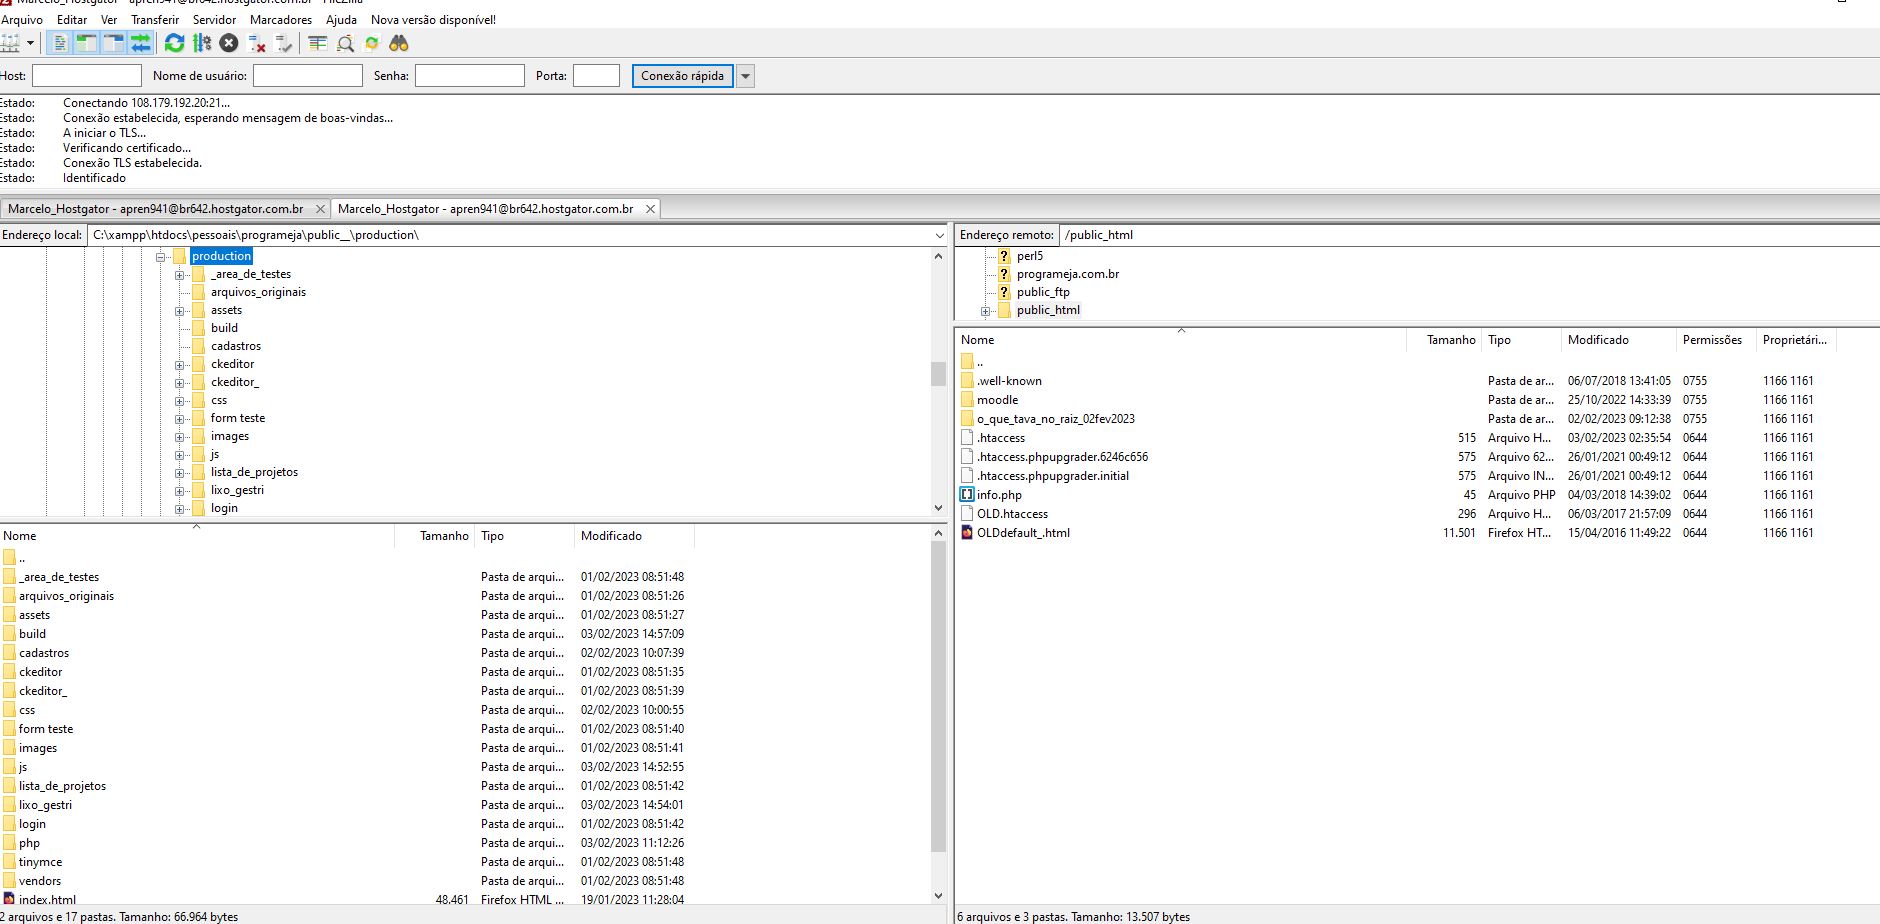 Marcelo_Hostgator - apren941@br642.hostgator.com.br - FileZilla
Arquivo Editar Ver Transferir Servidor Marcadores Ajuda Nova versão disponível!
Host: Nome de usuário: Senha: Porta: Conexão rápida
Estado: Conectando 108.179.192.20:21...
Estado: Conexão estabelecida, esperando mensagem de boas-vindas...
Estado: A iniciar o TLS...
Estado: Verificando certificado...
Estado: Conexão TLS estabelecida.
Estado: Identificado
Marcelo_Hostgator - apren941@br642.hostgator.com.br Marcelo_Hostgator - apren941@br642.hostgator.com.br
Endereço local: C:\xampp\htdocs\pessoais\programeja\public__\production\
production
_area_de_testes
arquivos_originais
assets
build
cadastros
ckeditor
ckeditor_
css
form teste
images
js
lista_de_projetos
lixo_gestri
login
Nome Tamanho Tipo Modificado
..
_area_de_testes Pasta de arqui... 01/02/2023 08:51:48
arquivos_originais Pasta de arqui... 01/02/2023 08:51:26
assets Pasta de arqui... 01/02/2023 08:51:27
build Pasta de arqui... 03/02/2023 14:57:09
cadastros Pasta de arqui... 02/02/2023 10:07:39
ckeditor Pasta de arqui... 01/02/2023 08:51:35
ckeditor_ Pasta de arqui... 01/02/2023 08:51:39
css Pasta de arqui... 02/02/2023 10:00:55
form teste Pasta de arqui... 01/02/2023 08:51:40
images Pasta de arqui... 01/02/2023 08:51:41
js Pasta de arqui... 03/02/2023 14:52:55
lista_de_projetos Pasta de arqui... 01/02/2023 08:51:42
lixo_gestri Pasta de arqui... 03/02/2023 14:54:01
login Pasta de arqui... 01/02/2023 08:51:42
php Pasta de arqui... 03/02/2023 11:12:26
tinymce Pasta de arqui... 01/02/2023 08:51:48
vendors Pasta de arqui... 01/02/2023 08:51:48
index.html 48.461 Firefox HTML ... 19/01/2023 11:28:04
2 arquivos e 17 pastas. Tamanho: 66.964 bytes
Endereço remoto: /public_html
perl5
programeja.com.br
public_ftp
public_html
Nome Tamanho Tipo Modificado Permissões Proprietári...
..
.well-known Pasta de ar... 06/07/2018 13:41:05 0755 1166 1161
moodle Pasta de ar... 25/10/2022 14:33:39 0755 1166 1161
o_que_tava_no_raiz_02fev2023 Pasta de ar... 02/02/2023 09:12:38 0755 1166 1161
.htaccess 515 Arquivo H... 03/02/2023 02:35:54 0644 1166 1161
.htaccess.phpupgrader.6246c656 575 Arquivo 62... 26/01/2021 00:49:12 0644 1166 1161
.htaccess.phpupgrader.initial 575 Arquivo IN... 26/01/2021 00:49:12 0644 1166 1161
info.php 45 Arquivo PHP 04/03/2018 14:39:02 0644 1166 1161
OLD.htaccess 296 Arquivo H... 06/03/2017 21:57:09 0644 1166 1161
OLDdefault_.html 11.501 Firefox HT... 15/04/2016 11:49:22 0644 1166 1161
6 arquivos e 3 pastas. Tamanho: 13.507 bytes